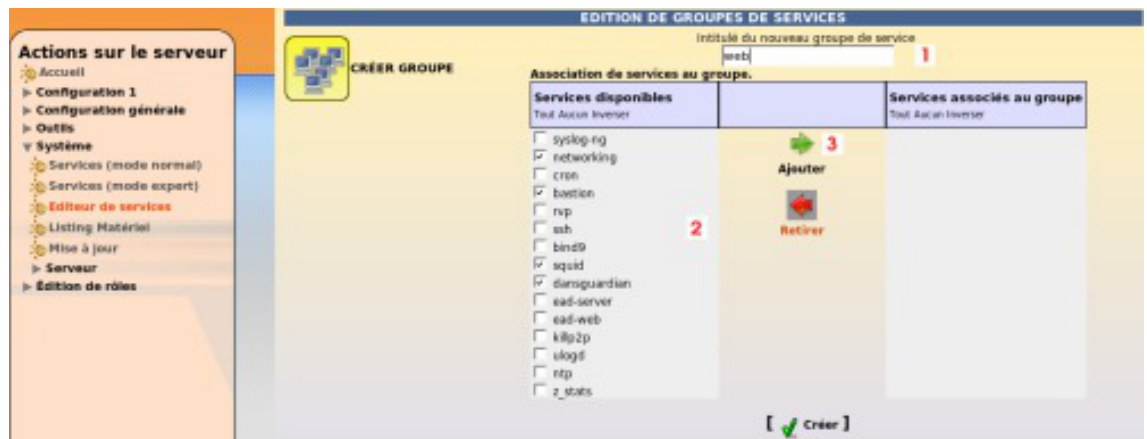 EDITION DE GROUPES DE SERVICES
Actions sur le serveur
Accueil
Configuration 1
Configuration générale
Outils
Système
Services (mode normal)
Services (mode expert)
Editeur de services
Listing Matériel
Mise à jour
Serveur
Édition de rôles
CRÉER GROUPE
Intitulé du nouveau groupe de service
web
1
Association de services au groupe.
Services disponibles
Tout Aucun Inverser
Services associés au groupe
Tout Aucun Inverser
syslog-ng
networking
cron
bastion
rvp
ssh
bind9
squid
dansguardian
ead-server
ead-web
killp2p
ulogd
ntp
z_stats
2
3
Ajouter
Retirer
[ Créer ]